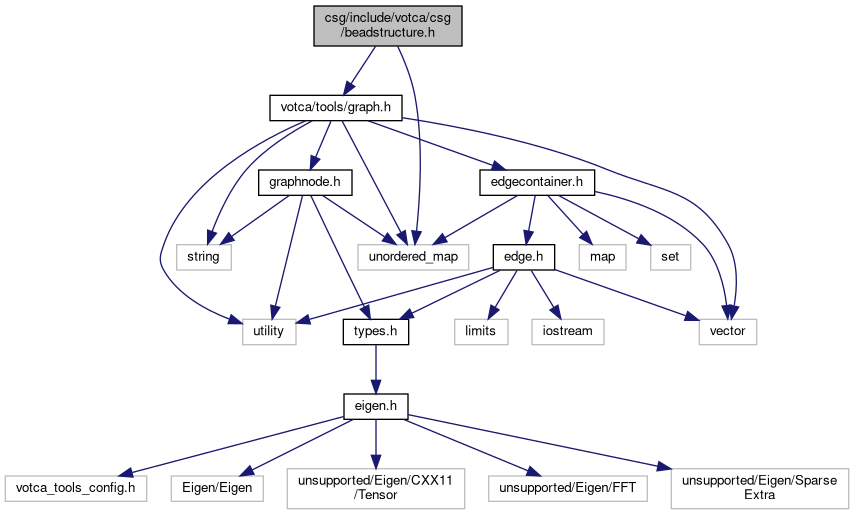 csg/include/votca/csg
/beadstructure.h
votca/tools/graph.h
graphnode.h
edgecontainer.h
string
unordered_map
edge.h
map
set
utility
types.h
limits
iostream
vector
eigen.h
votca_tools_config.h
Eigen/Eigen
unsupported/Eigen/CXX11
/Tensor
unsupported/Eigen/FFT
unsupported/Eigen/Sparse
Extra